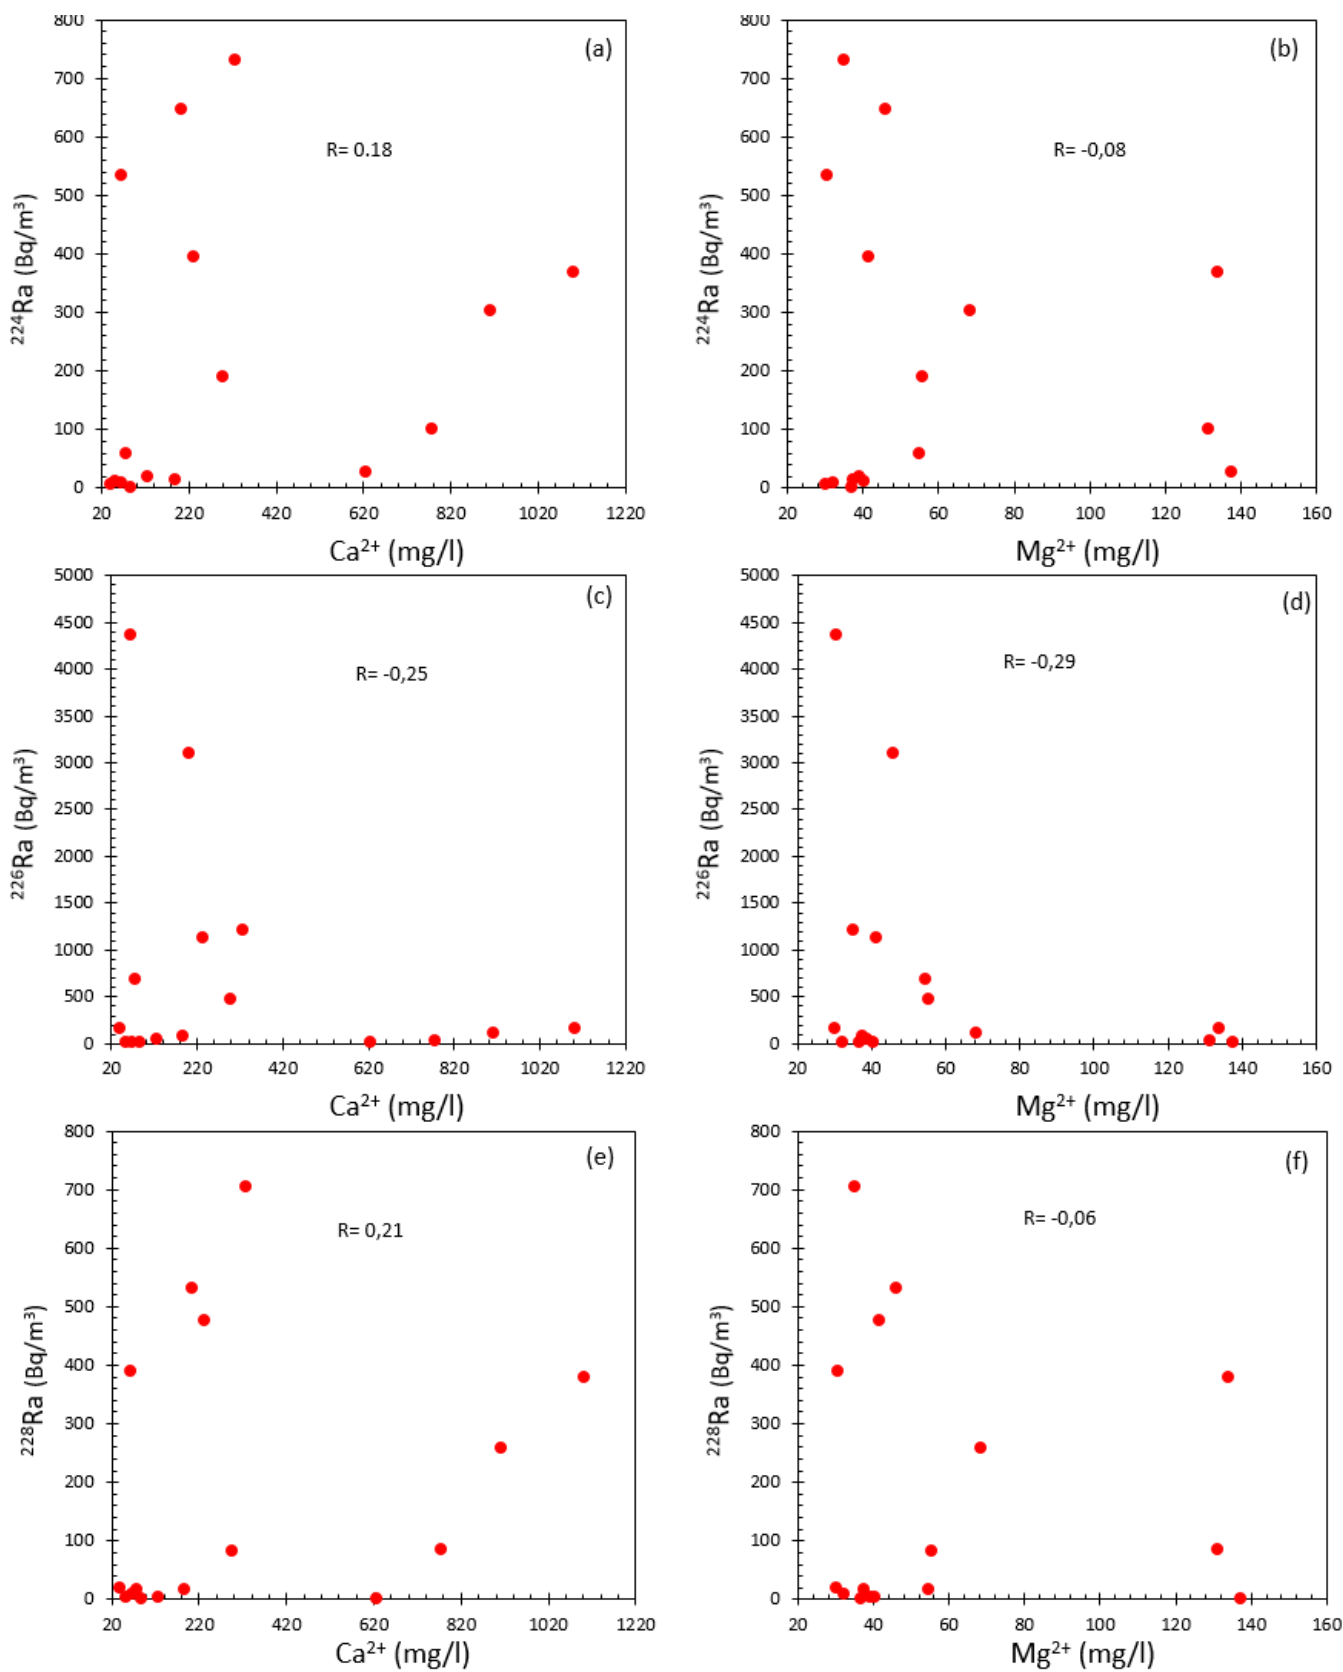 800
700
600
500
400
300
200
100
0
²²⁴Ra (Bq/m³)
(a)
R= 0.18
20 220 420 620 820 1020 1220
Ca²⁺ (mg/l)
800
700
600
500
400
300
200
100
0
²²⁴Ra (Bq/m³)
(b)
R= -0,08
20 40 60 80 100 120 140 160
Mg²⁺ (mg/l)
5000
4500
4000
3500
3000
2500
2000
1500
1000
500
0
²²⁶Ra (Bq/m³)
(c)
R= -0,25
20 220 420 620 820 1020 1220
Ca²⁺ (mg/l)
5000
4500
4000
3500
3000
2500
2000
1500
1000
500
0
²²⁶Ra (Bq/m³)
(d)
R= -0,29
20 40 60 80 100 120 140 160
Mg²⁺ (mg/l)
800
700
600
500
400
300
200
100
0
²²⁸Ra (Bq/m³)
(e)
R= 0,21
20 220 420 620 820 1020 1220
Ca²⁺ (mg/l)
800
700
600
500
400
300
200
100
0
²²⁸Ra (Bq/m³)
(f)
R= -0,06
20 40 60 80 100 120 140 160
Mg²⁺ (mg/l)